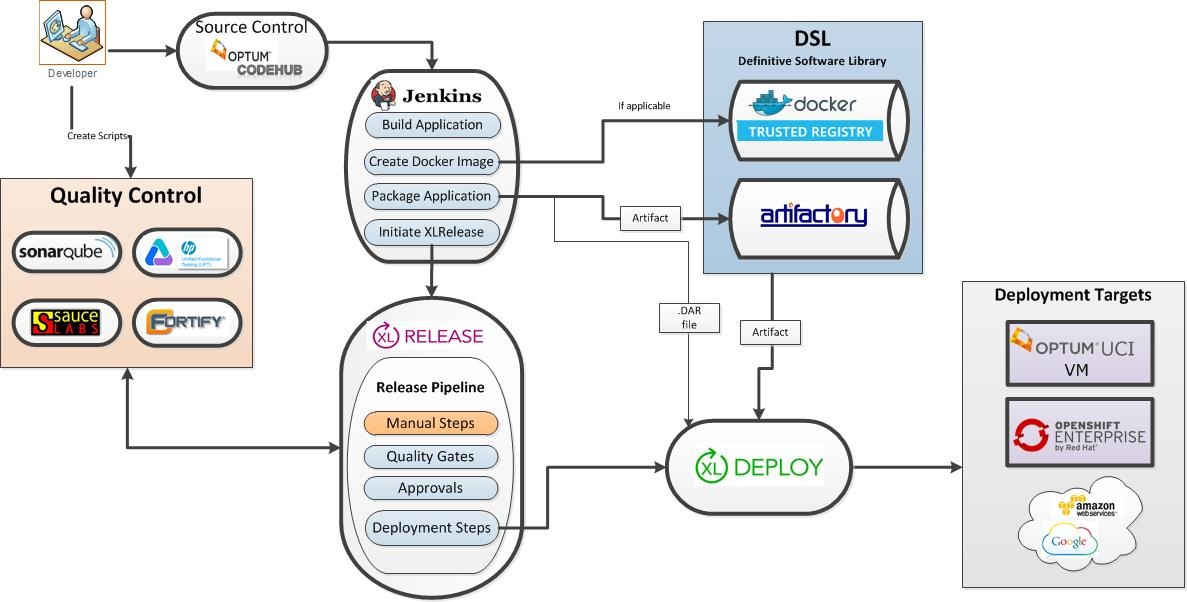 Developer
Source Control
OPTUM®
CODEHUB
Create Scripts
Quality Control
sonarqube
hp
Unified Functional
Testing (UFT)
SAUCE
LABS
FORTIFY®
Jenkins
Build Application
Create Docker Image
Package Application
Initiate XLRelease
XL RELEASE
Release Pipeline
Manual Steps
Quality Gates
Approvals
Deployment Steps
If applicable
Artifact
.DAR
file
DSL
Definitive Software Library
docker
TRUSTED REGISTRY
artifactory
Artifact
XL DEPLOY
Deployment Targets
OPTUM® UCI
VM
OPENSHIFT
ENTERPRISE
by Red Hat®
amazon
webservices™
Google